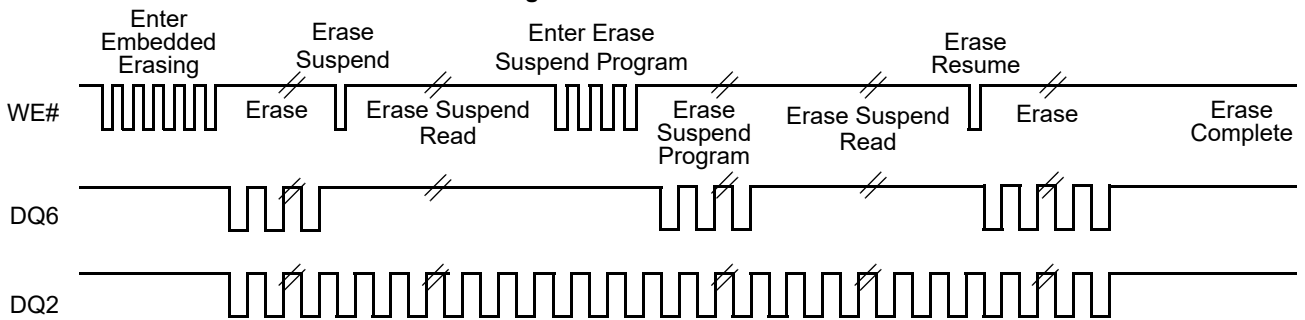 Enter
Embedded
Erasing
Erase
Suspend
Enter Erase
Suspend Program
Erase
Resume
WE#
Erase
Erase Suspend
Read
Erase
Suspend
Program
Erase Suspend
Read
Erase
Erase
Complete
DQ6
DQ2